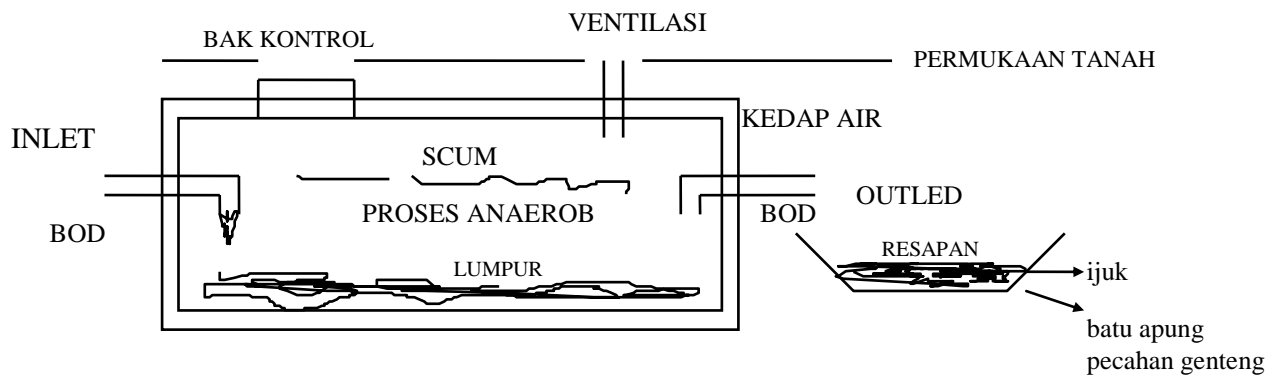 VENTILASI
BAK KONTROL
PERMUKAAN TANAH
KEDAP AIR
INLET
SCUM
OUTLED
PROSES ANAEROB
BOD
BOD
RESAPAN
LUMPUR
ijuk
batu apung
pecahan genteng